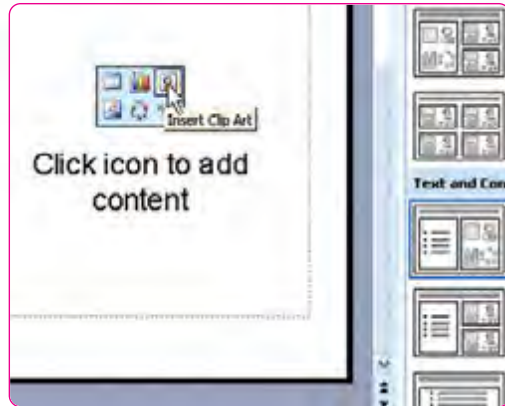 Insert Clip Art
Click icon to add
content
Text and Con